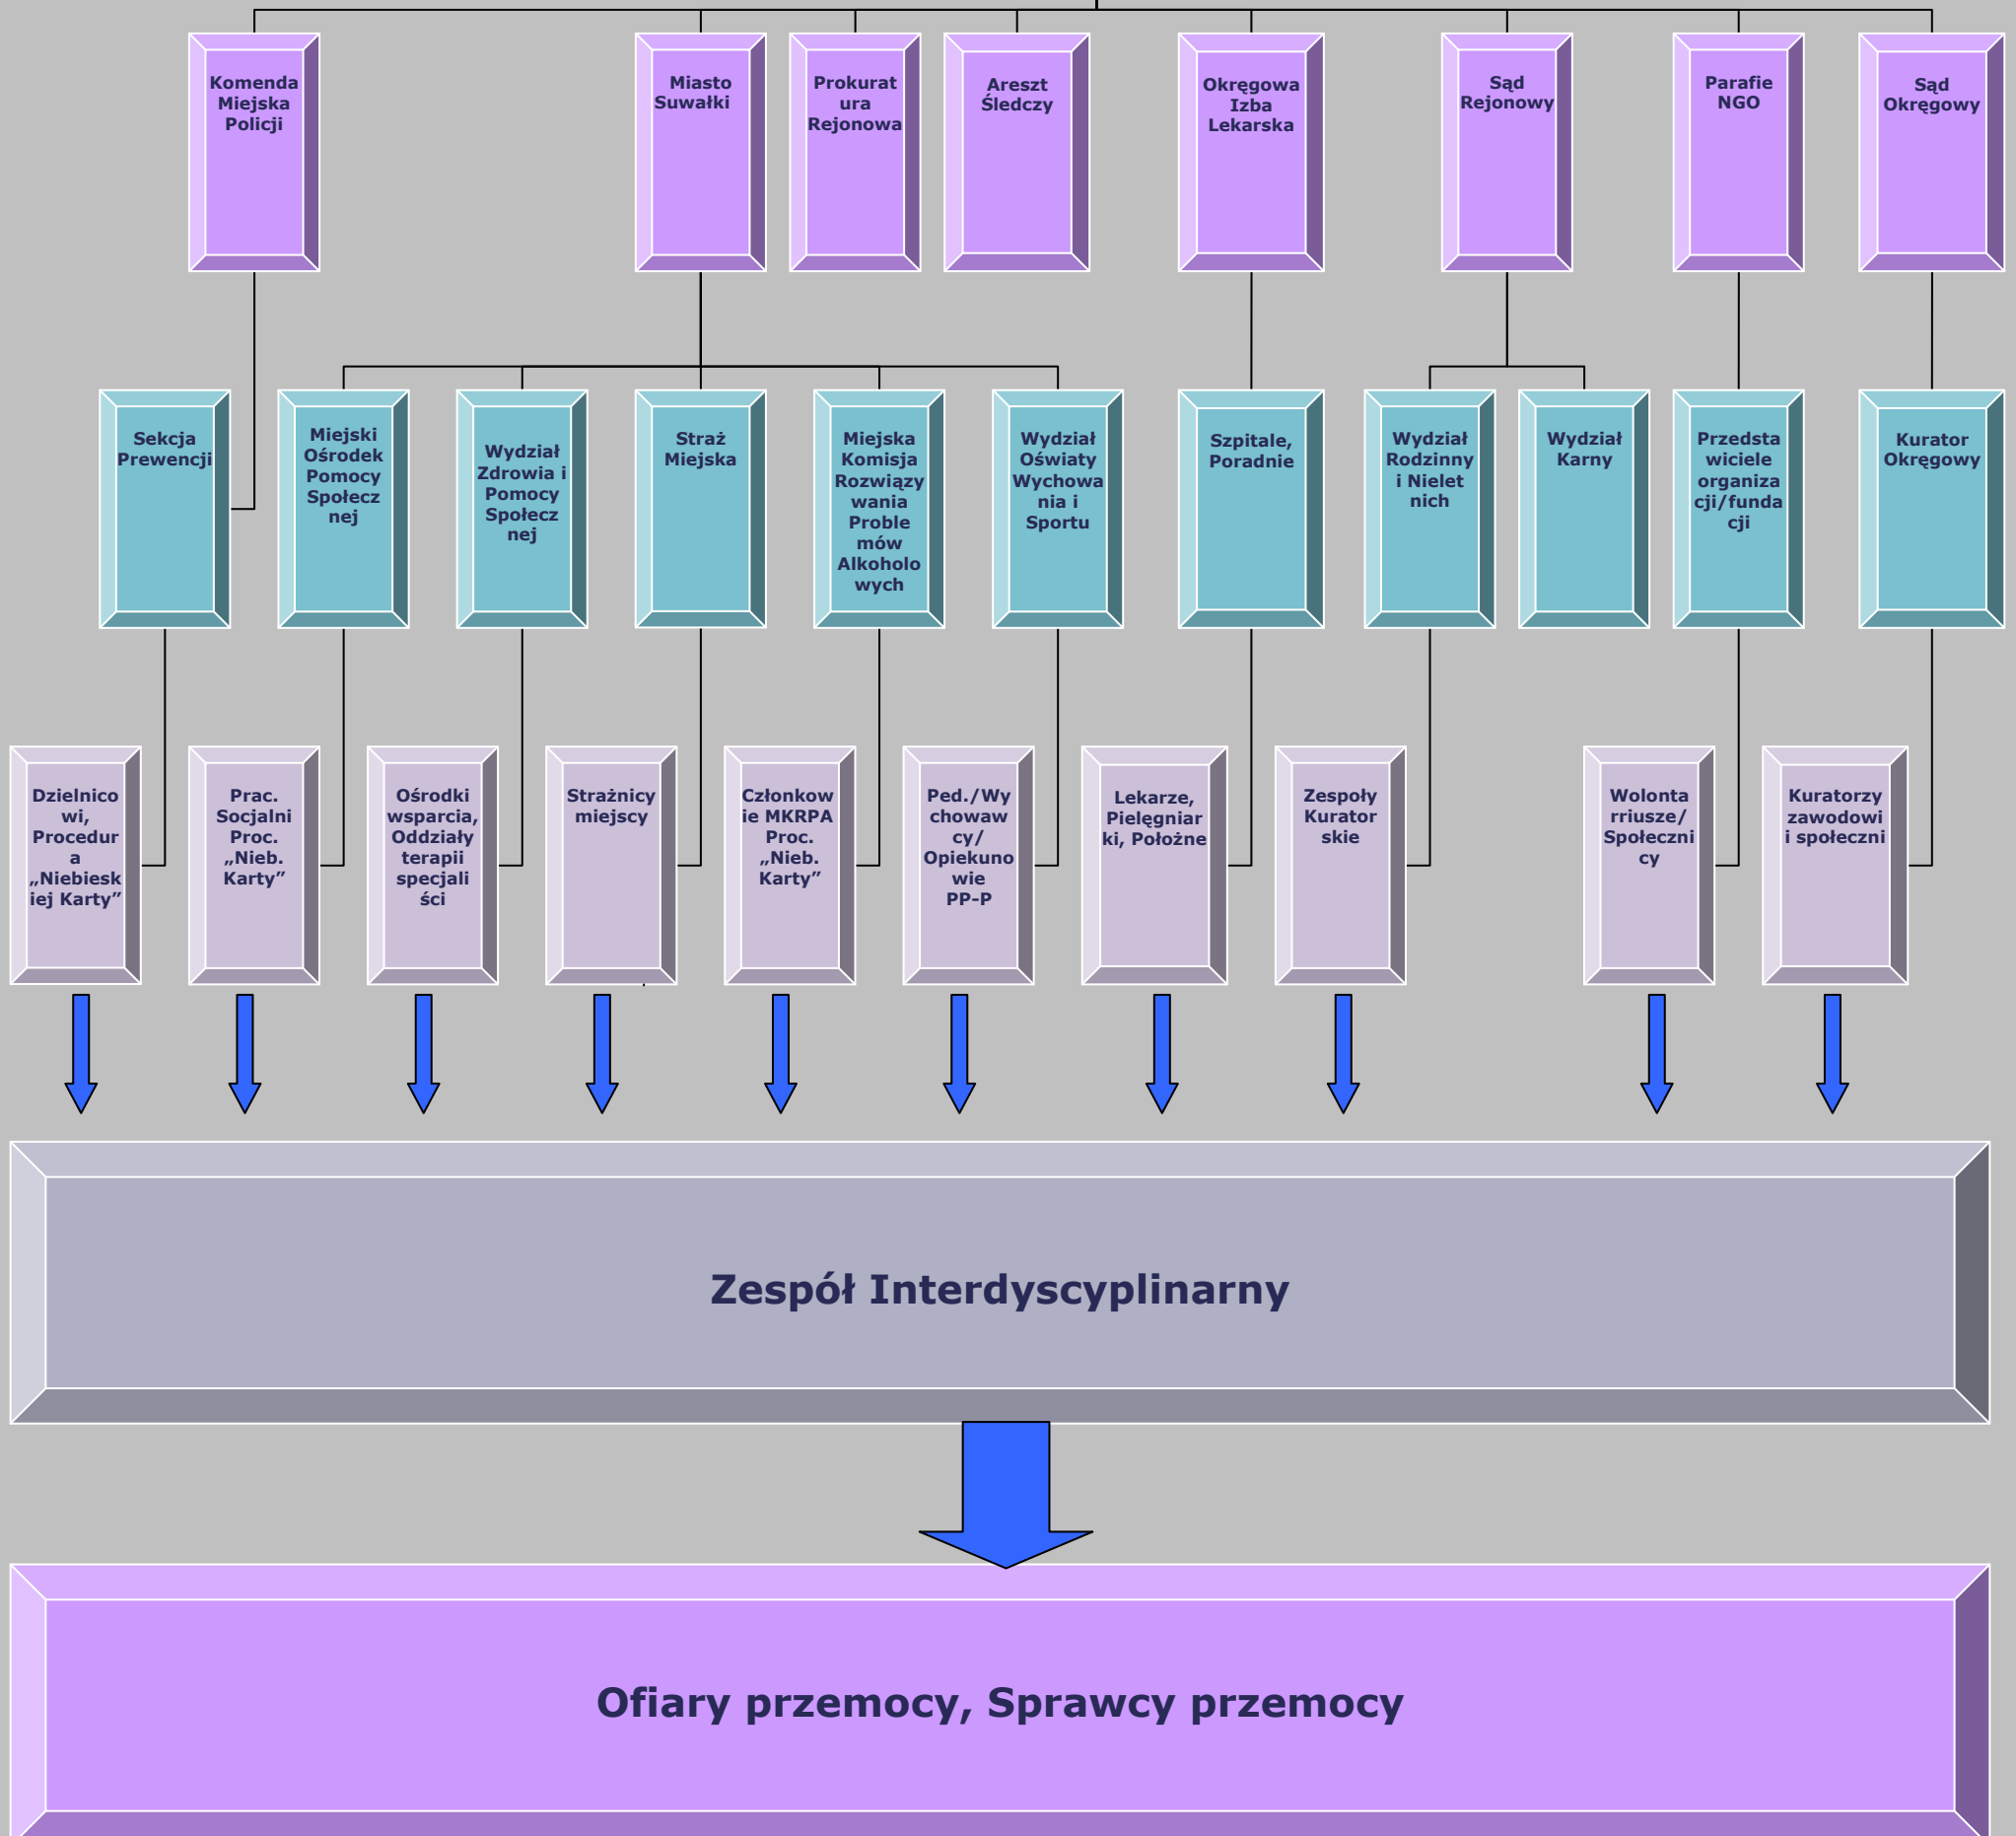 Komenda
Miejska
Policji
Miasto
Suwałki
Prokurat
ura
Rejonowa
Areszt
Śledczy
Okręgowa
Izba
Lekarska
Sąd
Rejonowy
Parafie
NGO
Sąd
Okręgowy
Sekcja
Prewencji
Miejski
Ośrodek
Pomocy
Społecz
nej
Wydział
Zdrowia i
Pomocy
Społecz
nej
Straż
Miejska
Miejska
Komisja
Rozwiązy
wania
Proble
mów
Alkoholo
wych
Wydział
Oświaty
Wychowa
nia i
Sportu
Szpitale,
Poradnie
Wydział
Rodzinny
i Nielet
nich
Wydział
Karny
Przedsta
wiciele
organiza
cji/funda
cji
Kurator
Okręgowy
Dzielnico
wi,
Procedur
a
„Niebiesk
iej Karty”
Prac.
Socjalni
Proc.
„Nieb.
Karty”
Ośrodki
wsparcia,
Oddziały
terapii
specjali
ści
Strażnicy
miejscy
Członkow
ie MKRPA
Proc.
„Nieb.
Karty”
Ped./Wy
chowaw
cy/
Opiekuno
wie
PP-P
Lekarze,
Pielęgniar
ki, Położne
Zespoły
Kurator
skie
Wolonta
rriusze/
Społeczni
cy
Kuratorzy
zawodowi
i społeczni
Zespół Interdyscyplinarny
Ofiary przemocy, Sprawcy przemocy